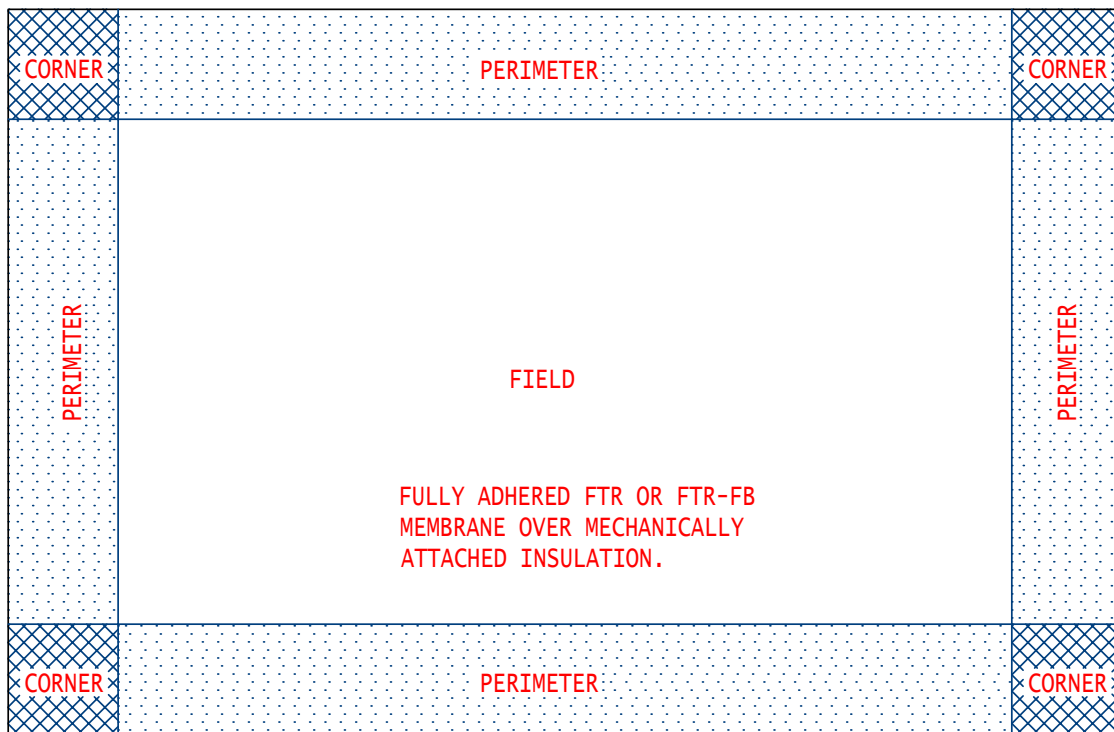 CORNER
PERIMETER
CORNER
PERIMETER
PERIMETER
FIELD
FULLY ADHERED FTR OR FTR-FB
MEMBRANE OVER MECHANICALLY
ATTACHED INSULATION.
CORNER
PERIMETER
CORNER